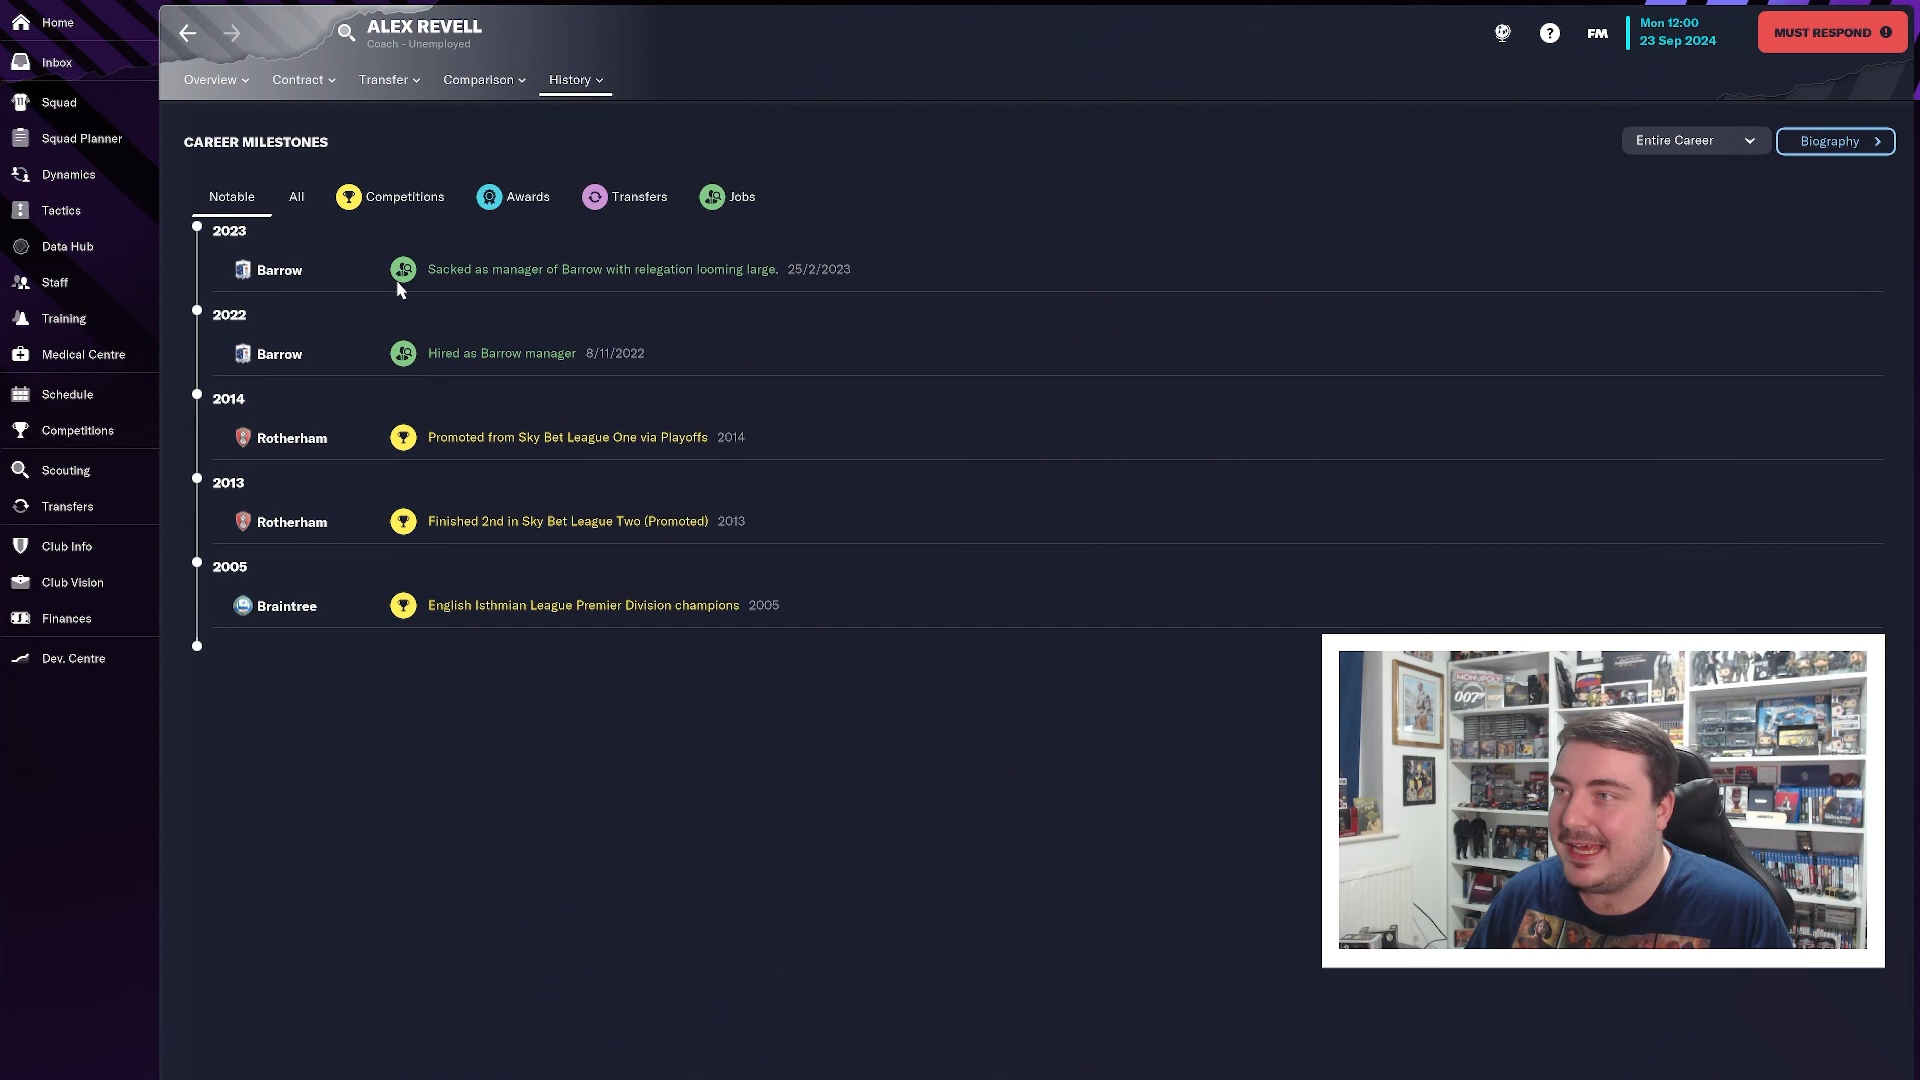 Home
Inbox
Squad
Squad Planner
Dynamics
Tactics
Data Hub
Staff
Training
Medical Centre
Schedule
Competitions
Scouting
Transfers
Club Info
Club Vision
Finances
Dev. Centre
ALEX REVELL
Coach - Unemployed
FM
Mon 12:00
23 Sep 2024
MUST RESPOND
Overview
Contract
Transfer
Comparison
History
CAREER MILESTONES
Entire Career
Biography
Notable
All
Competitions
Awards
Transfers
Jobs
2023
Barrow Sacked as manager of Barrow with relegation looming large. 25/2/2023
2022
Barrow Hired as Barrow manager 8/11/2022
2014
Rotherham Promoted from Sky Bet League One via Playoffs 2014
2013
Rotherham Finished 2nd in Sky Bet League Two (Promoted) 2013
2005
Braintree English Isthmian League Premier Division champions 2005
MONOPOLY
007